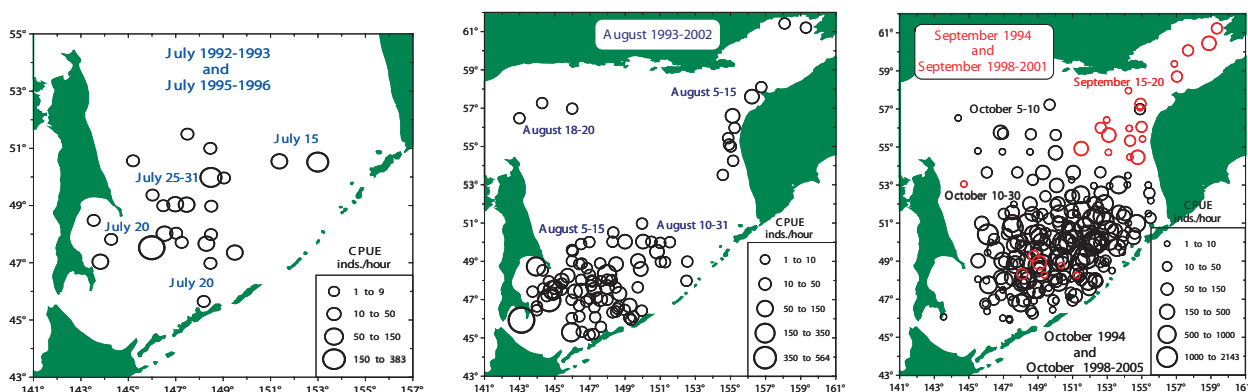 55°
53°
51°
49°
47°
45°
43°
141°
143°
145°
147°
149°
151°
153°
155°
157°
July 1992-1993
and
July 1995-1996
July 15
July 25-31
July 20
July 20
CPUE
inds./hour
1 to 9
10 to 50
50 to 150
150 to 383
61°
59°
57°
55°
53°
51°
49°
47°
45°
43°
141°
143°
145°
147°
149°
151°
153°
155°
157°
159°
161°
August 1993-2002
August 5-15
August 18-20
August 5-15
August 10-31
CPUE
inds./hour
1 to 10
10 to 50
50 to 150
150 to 350
350 to 564
61°
59°
57°
55°
53°
51°
49°
47°
45°
43°
141°
143°
145°
147°
149°
151°
153°
155°
157°
159°
161°
September 1994
and
September 1998-2001
September 15-20
October 5-10
October 10-30
CPUE
inds./hour
1 to 10
10 to 50
50 to 150
150 to 500
500 to 1000
1000 to 2143
October 1994
and
October 1998-2005